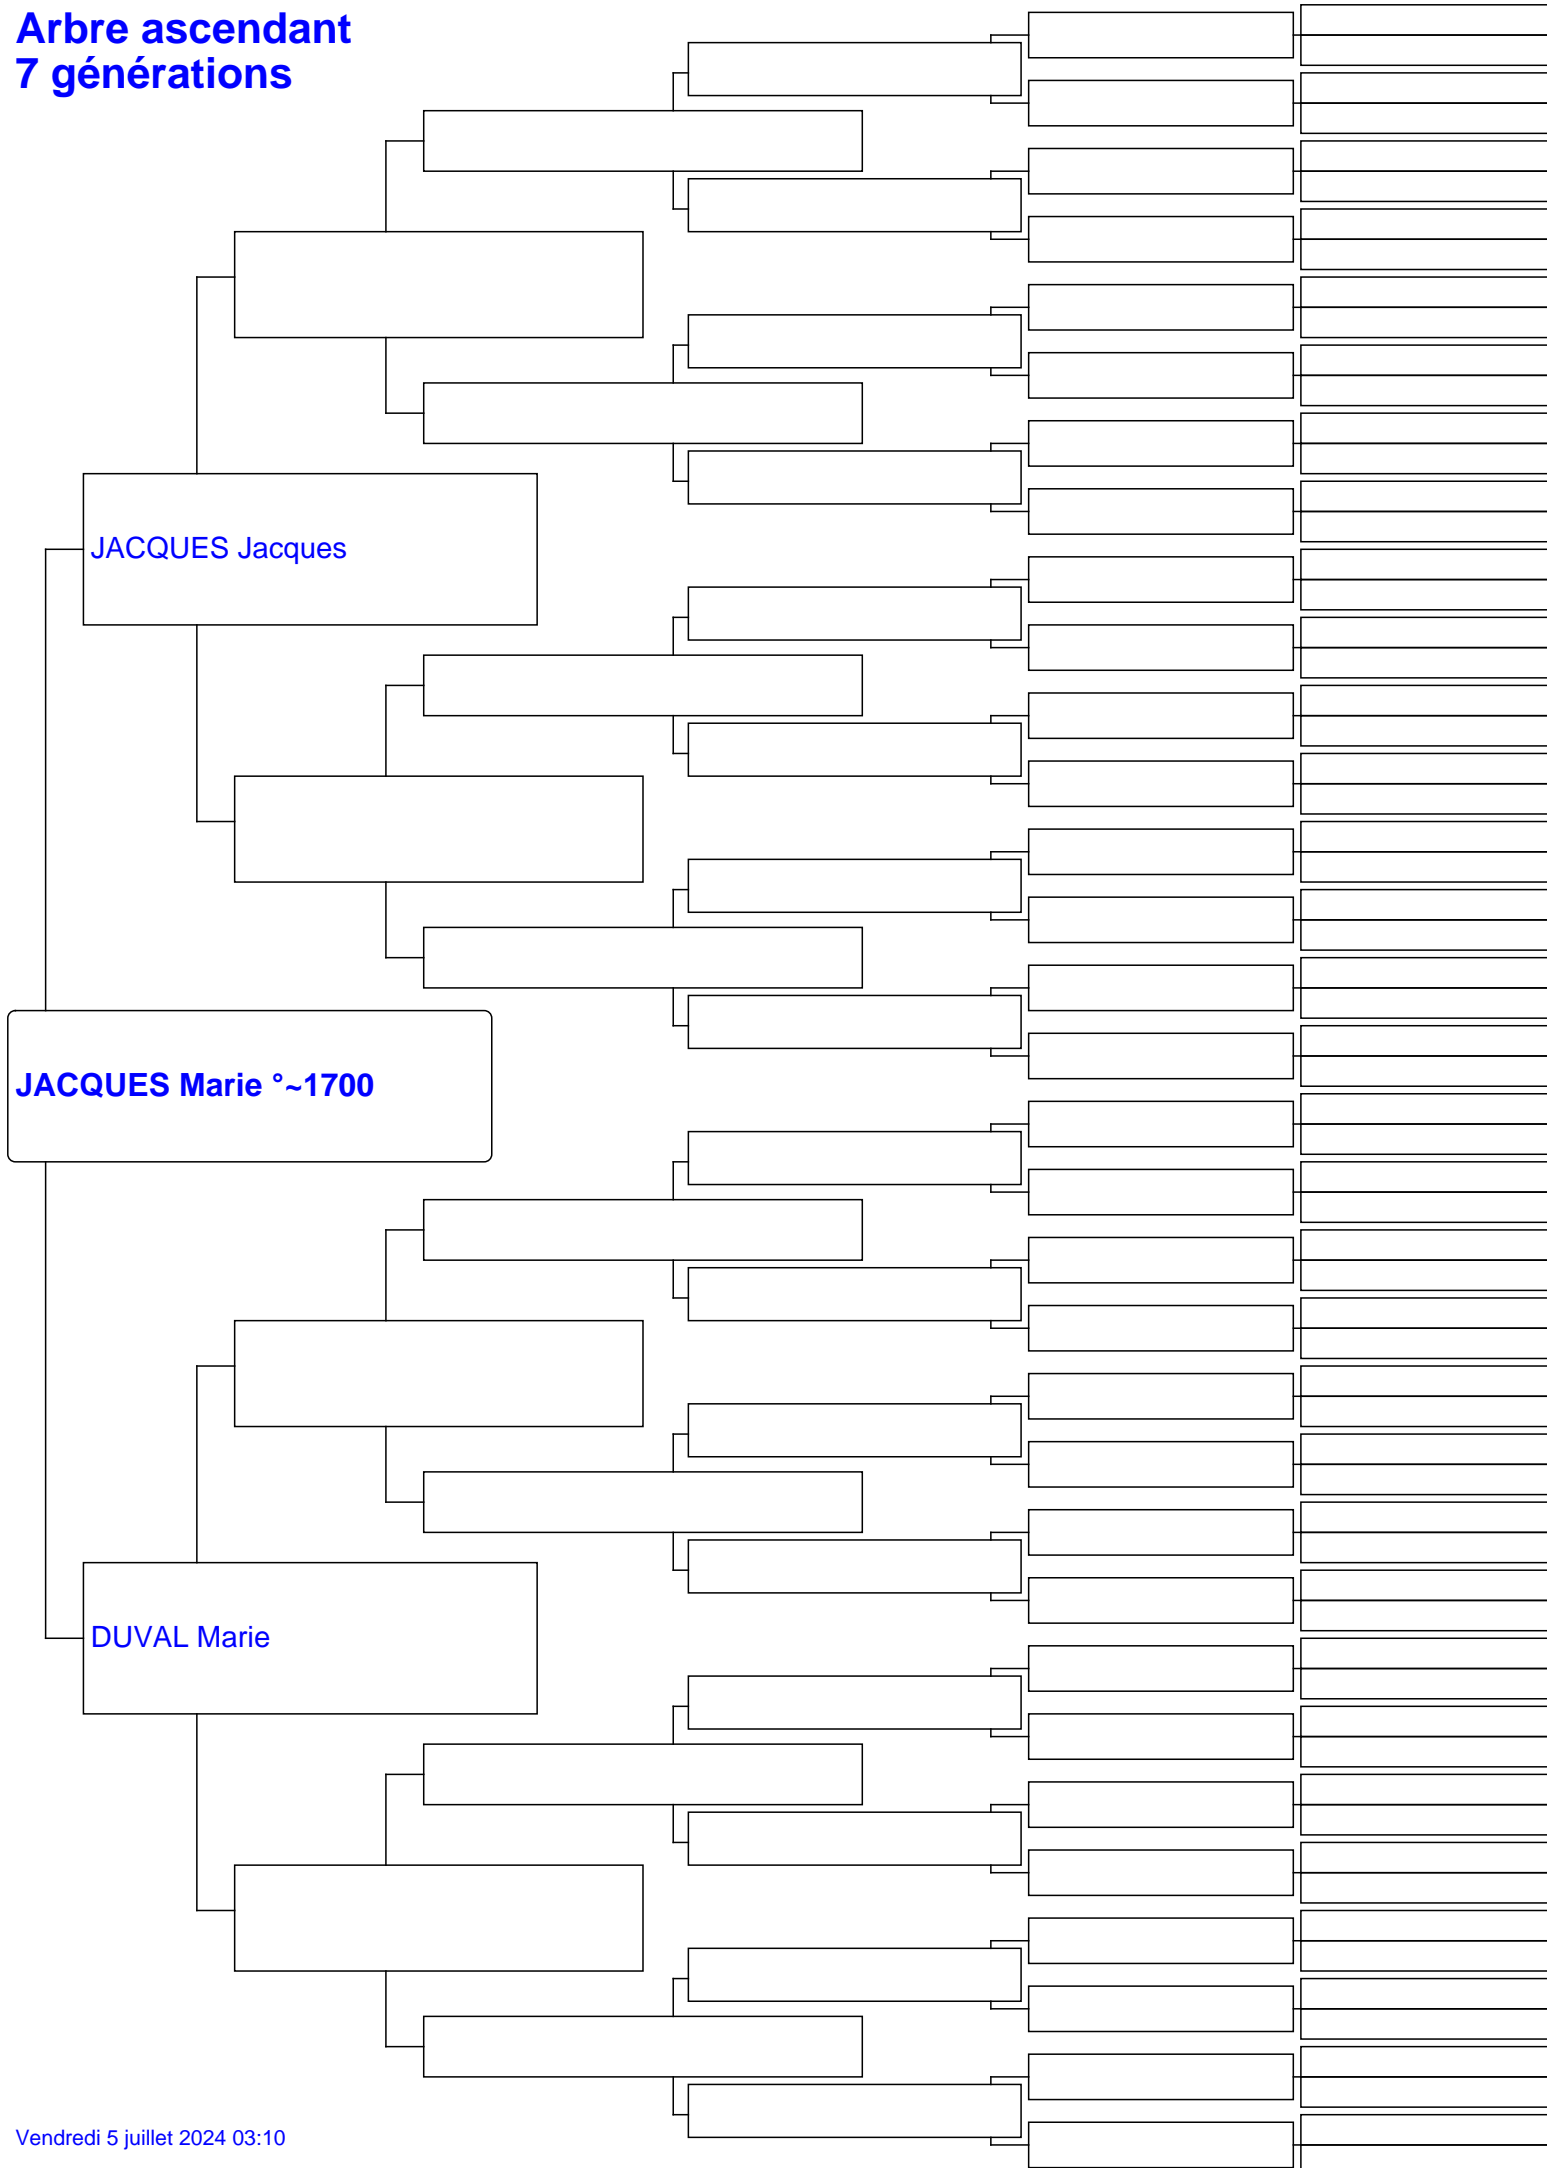 Arbre ascendant
7 générations
JACQUES Jacques
JACQUES Marie °~1700
DUVAL Marie
Vendredi 5 juillet 2024 03:10